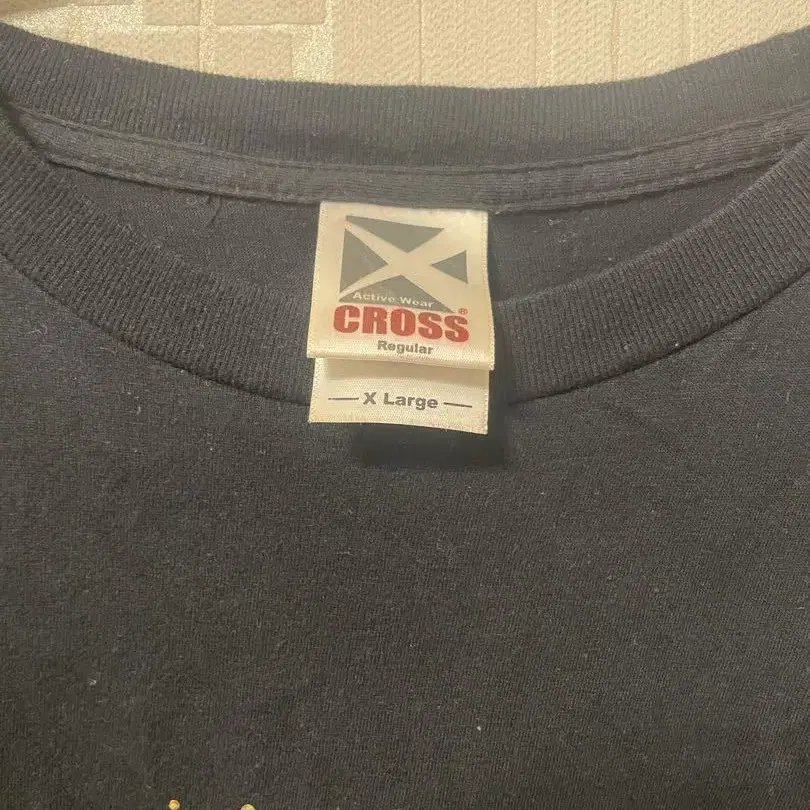 Active Wear
CROSS®
Regular
X Large